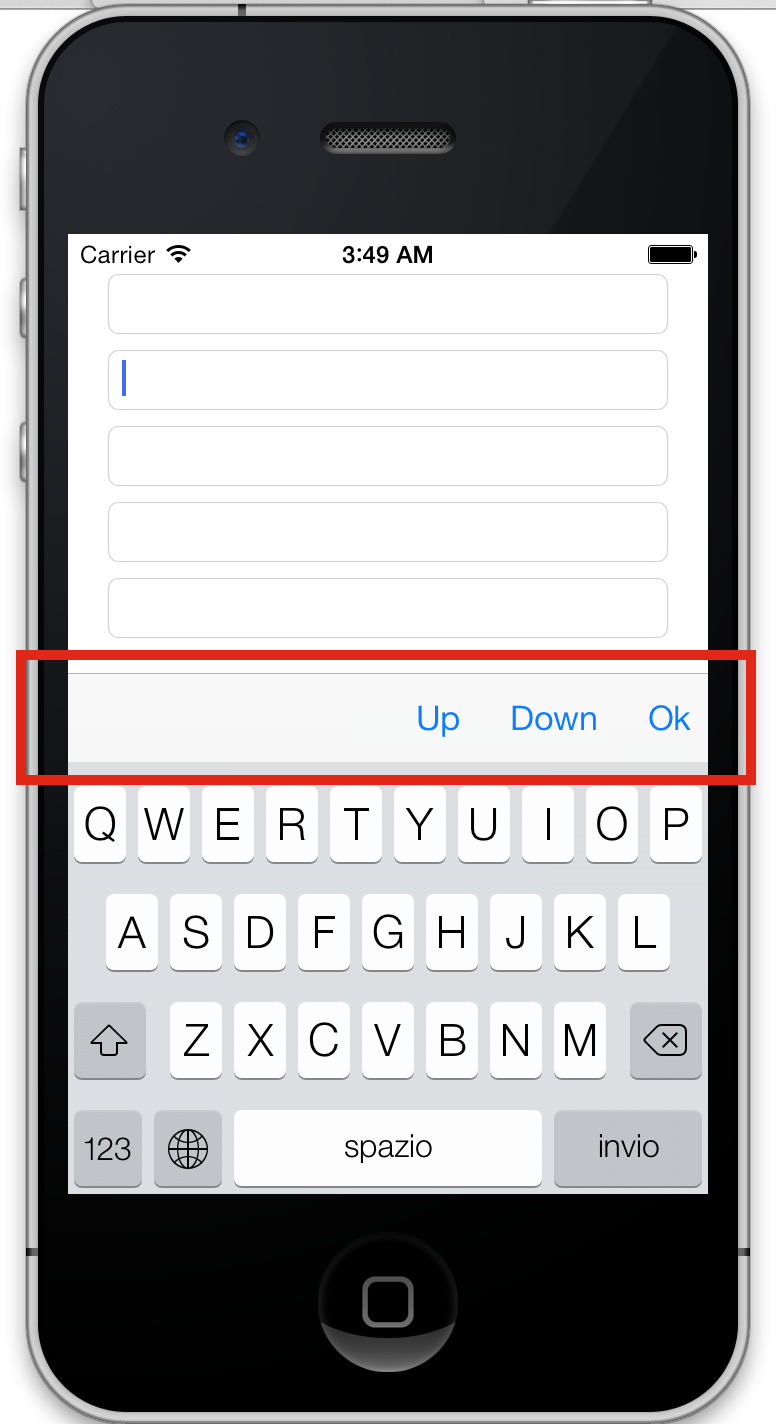 Carrier 3:49 AM
Up Down Ok
Q W E R T Y U I O P
A S D F G H J K L
Z X C V B N M
123 spazio invio